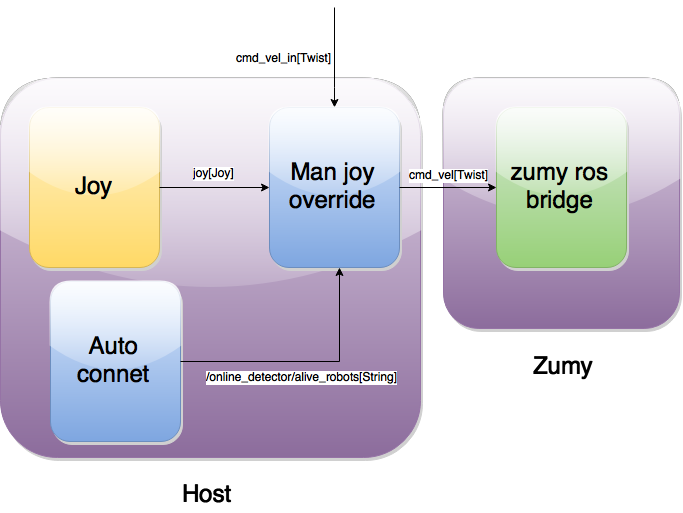 cmd_vel_in[Twist]
Joy
joy[Joy]
Man joy
override
cmd_vel[Twist]
zumy ros
bridge
Auto
connet
/online_detector/alive_robots[String]
Zumy
Host